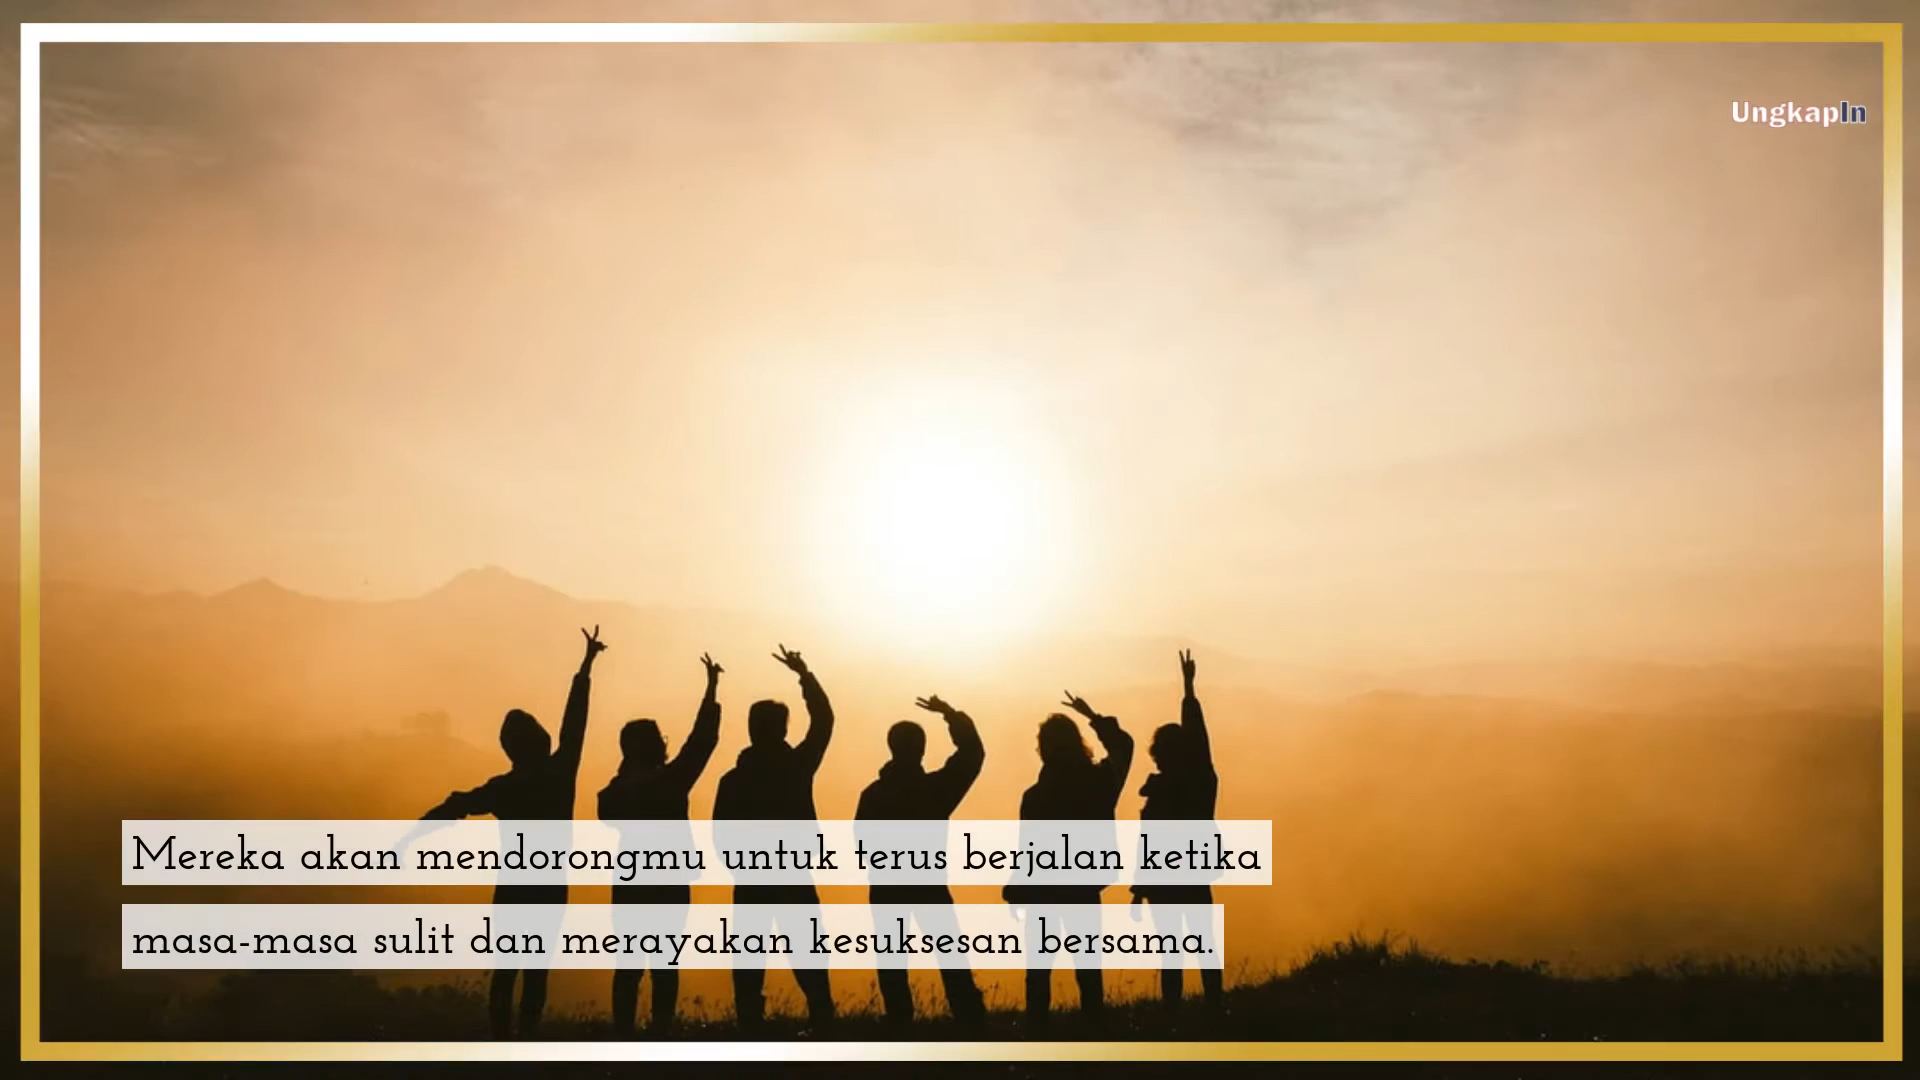 UngkapIn
Mereka akan mendorongmu untuk terus berjalan ketika
masa-masa sulit dan merayakan kesuksesan bersama.